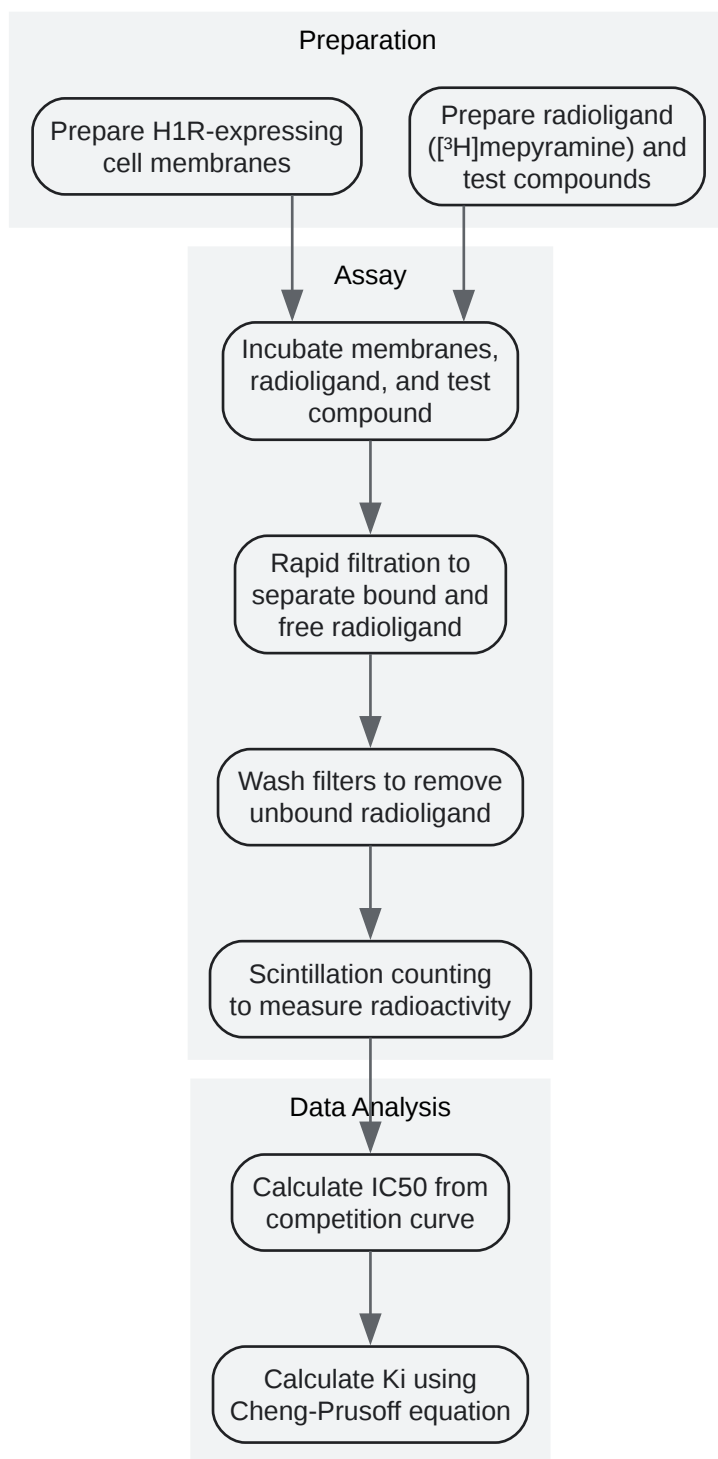 Preparation
Prepare H1R-expressing
cell membranes
Prepare radioligand
([³H]mepyramine) and
test compounds
Assay
Incubate membranes,
radioligand, and test
compound
Rapid filtration to
separate bound and
free radioligand
Wash filters to remove
unbound radioligand
Scintillation counting
to measure radioactivity
Data Analysis
Calculate IC50 from
competition curve
Calculate Ki using
Cheng-Prusoff equation